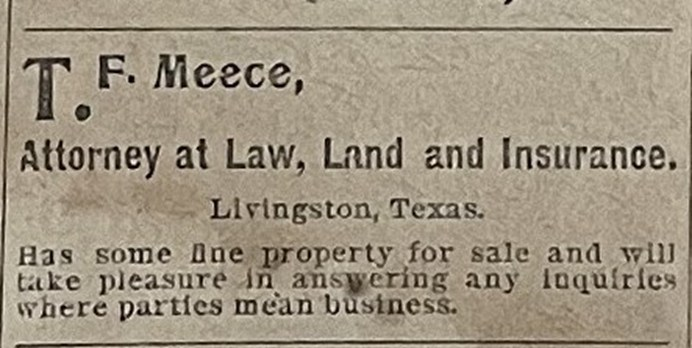 T. F. Meece,
Attorney at Law, Land and Insurance.
Livingston, Texas.
Has some fine property for sale and will
take pleasure in answering any inquiries
where parties mean business.